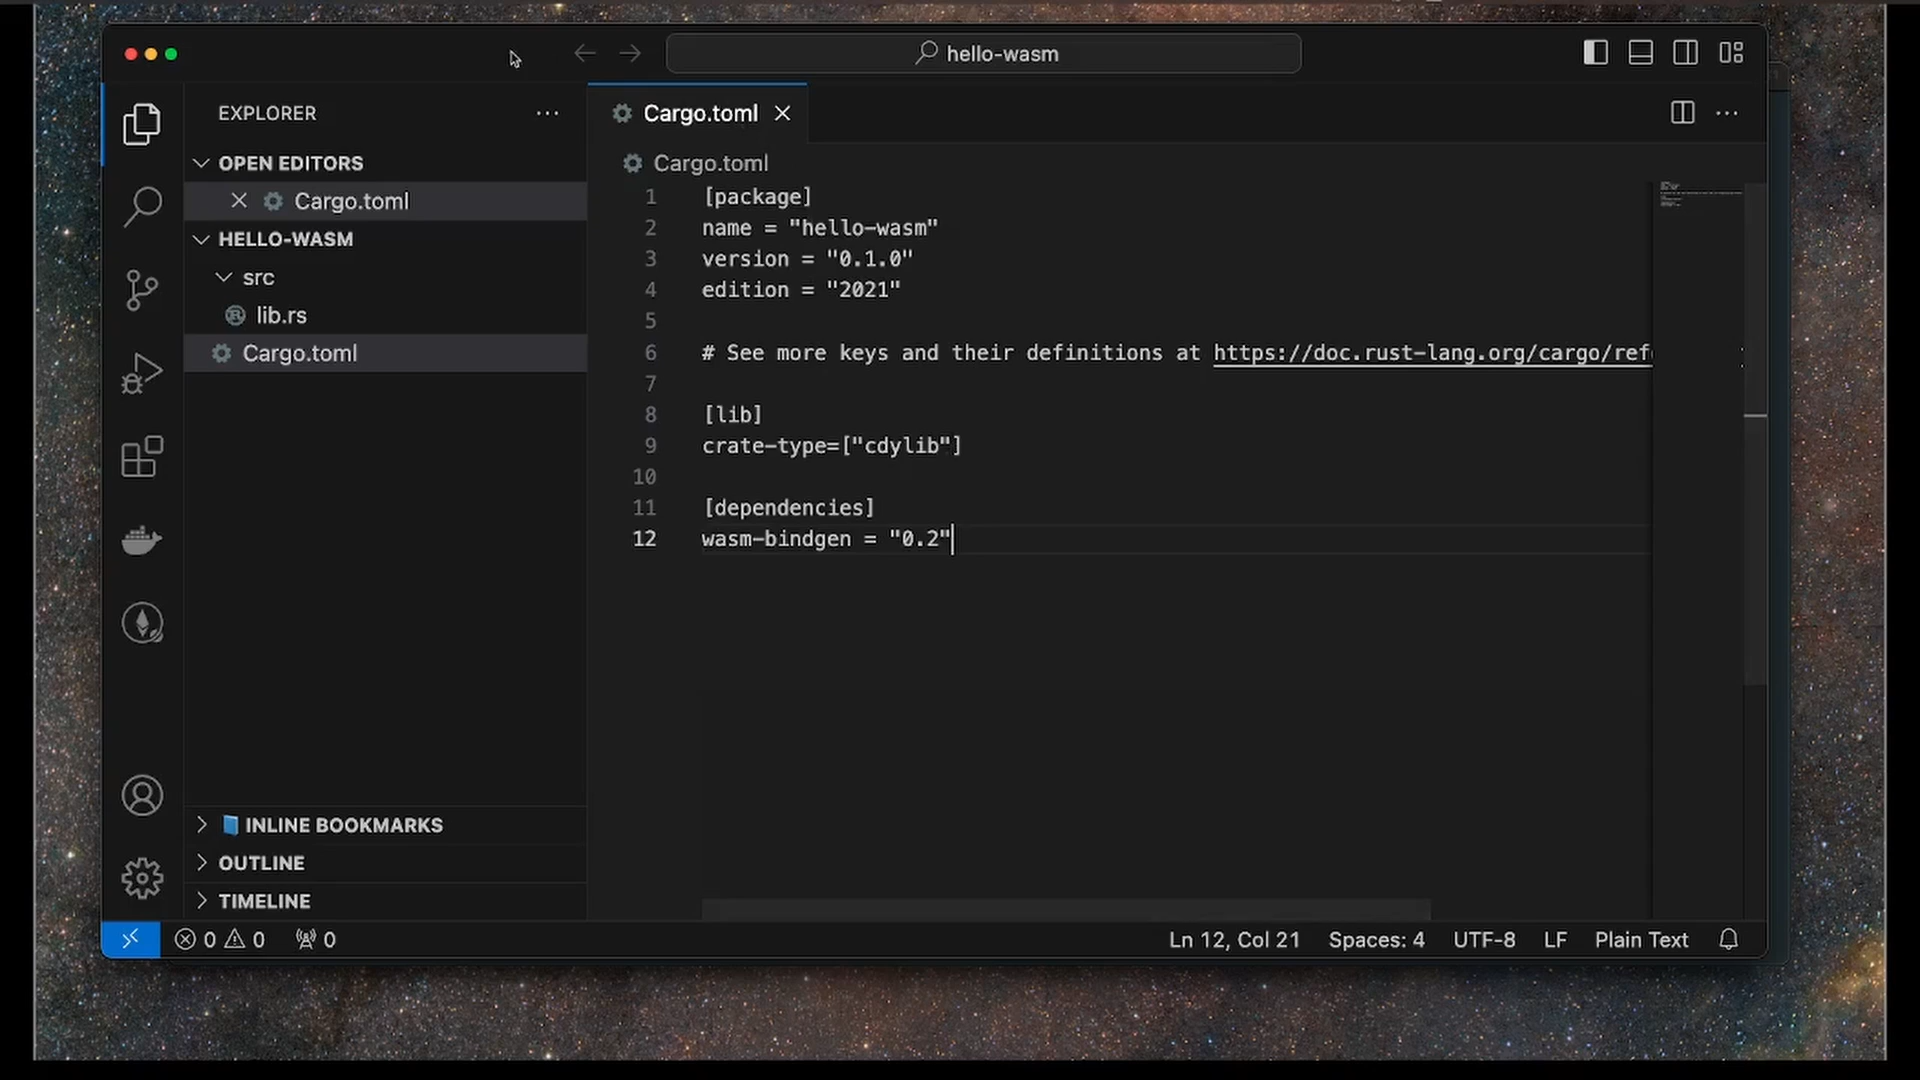 hello-wasm
EXPLORER
OPEN EDITORS
Cargo.toml
HELLO-WASM
src
lib.rs
Cargo.toml
INLINE BOOKMARKS
OUTLINE
TIMELINE
Cargo.toml
Cargo.toml
1 [package]
2 name = "hello-wasm"
3 version = "0.1.0"
4 edition = "2021"
5
6 # See more keys and their definitions at https://doc.rust-lang.org/cargo/ref
7
8 [lib]
9 crate-type=["cdylib"]
10
11 [dependencies]
12 wasm-bindgen = "0.2"
0 0 0
Ln 12, Col 21 Spaces: 4 UTF-8 LF Plain Text